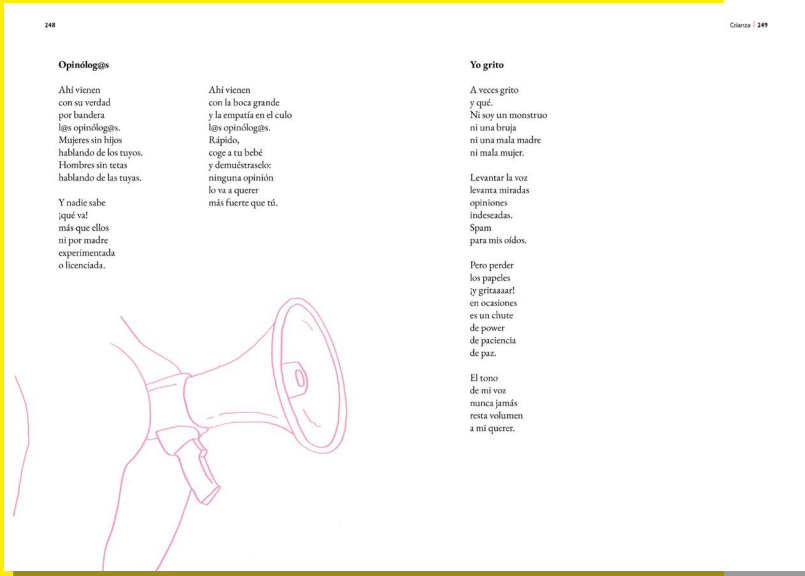 248
Opinólog@s
Ahí vienen
con su verdad
por bandera
l@s opinólog@s.
Mujeres sin hijos
hablando de los tuyos.
Hombres sin tetas
hablando de las tuyas.
Y nadie sabe
¡qué va!
más que ellos
ni por madre
experimentada
o licenciada.
Ahí vienen
con la boca grande
y la empatía en el culo
l@s opinólog@s.
Rápido,
coge a tu bebé
y demuéstraselo:
ninguna opinión
lo va a querer
más fuerte que tú.
Crianza | 249
Yo grito
A veces grito
y qué.
Ni soy un monstruo
ni una bruja
ni una mala madre
ni mala mujer.
Levantar la voz
levanta miradas
opiniones
indeseadas.
Spam
para mis oídos.
Pero perder
los papeles
¡y gritaaaar!
en ocasiones
es un chute
de power
de paciencia
de paz.
El tono
de mi voz
nunca jamás
resta volumen
a mi querer.